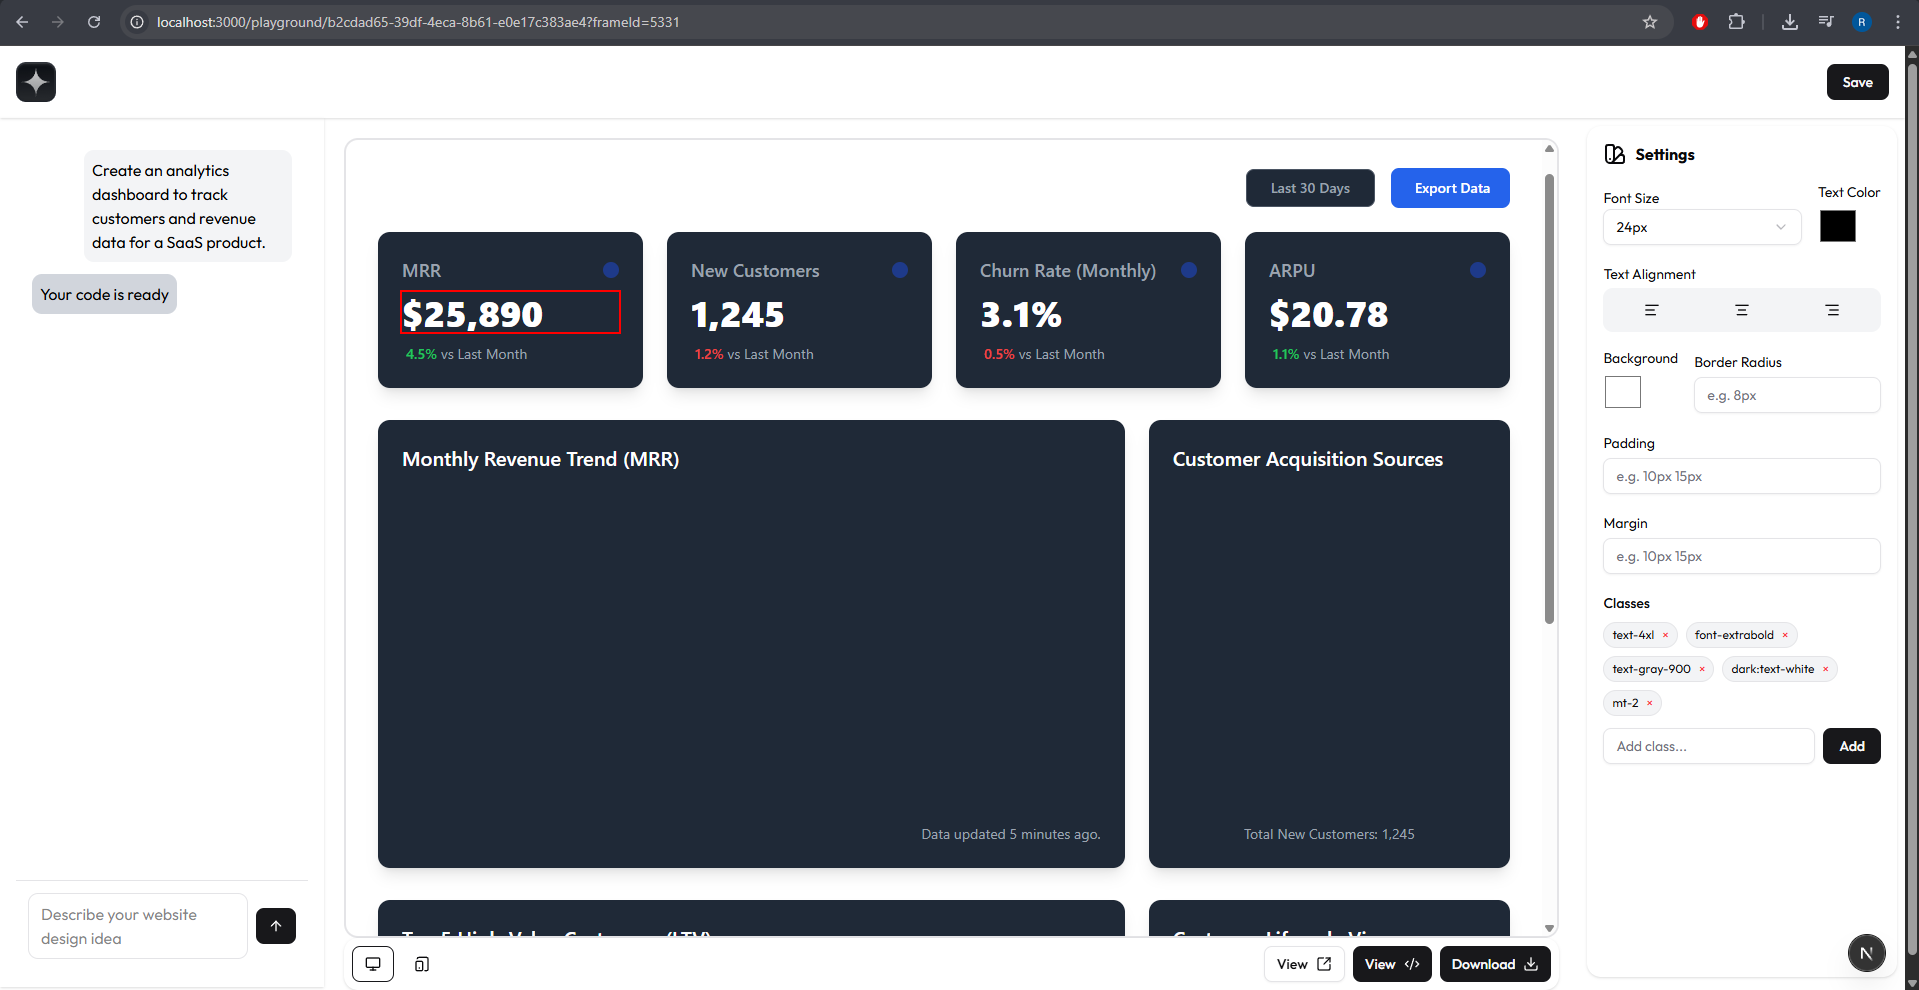 localhost:3000/playground/b2cdad65-39df-4eca-8b61-e0e17c383ae4?frameId=5331
R
Save
Create an analytics
dashboard to track
customers and revenue
data for a SaaS product.
Your code is ready
Describe your website
design idea
Last 30 Days
Export Data
MRR
$25,890
4.5% vs Last Month
New Customers
1,245
1.2% vs Last Month
Churn Rate (Monthly)
3.1%
0.5% vs Last Month
ARPU
$20.78
1.1% vs Last Month
Monthly Revenue Trend (MRR)
Data updated 5 minutes ago.
Customer Acquisition Sources
Total New Customers: 1,245
Top 5 High-Value Customers (LTV)
View
View </>
Download
Settings
Font Size
24px
Text Color
Text Alignment
Background
Border Radius
e.g. 8px
Padding
e.g. 10px 15px
Margin
e.g. 10px 15px
Classes
text-4xl ×
font-extrabold ×
text-gray-900 ×
dark:text-white ×
mt-2 ×
Add class...
Add
N